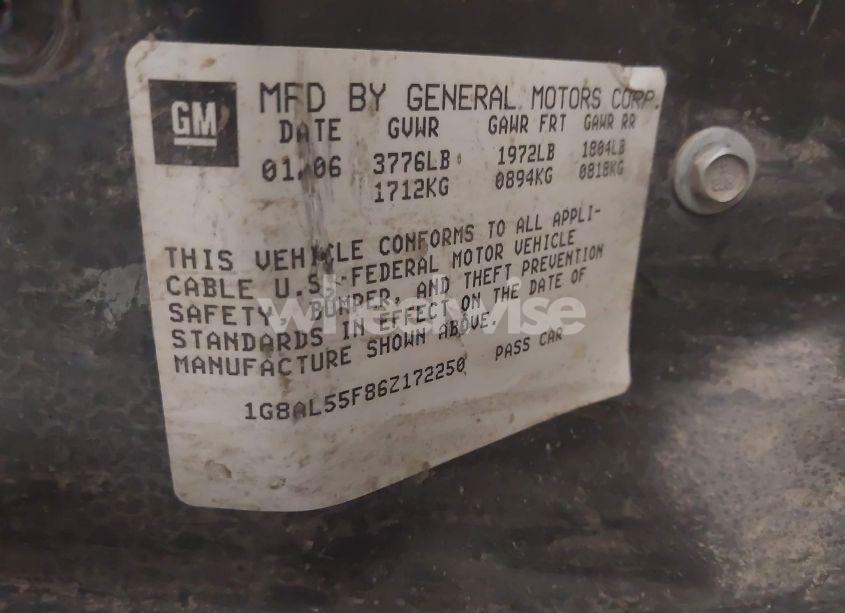 GM
MFD BY GENERAL MOTORS CORP.
DATE GVWR GAWR FRT GAWR RR
01/06 3776LB 1972LB 1804LB
1712KG 0894KG 0818KG
THIS VEHICLE CONFORMS TO ALL APPLI-
CABLE U.S. FEDERAL MOTOR VEHICLE
SAFETY, BUMPER, AND THEFT PREVENTION
STANDARDS IN EFFECT ON THE DATE OF
MANUFACTURE SHOWN ABOVE.
1G8AL55F86Z172250 PASS CAR
wheelwise